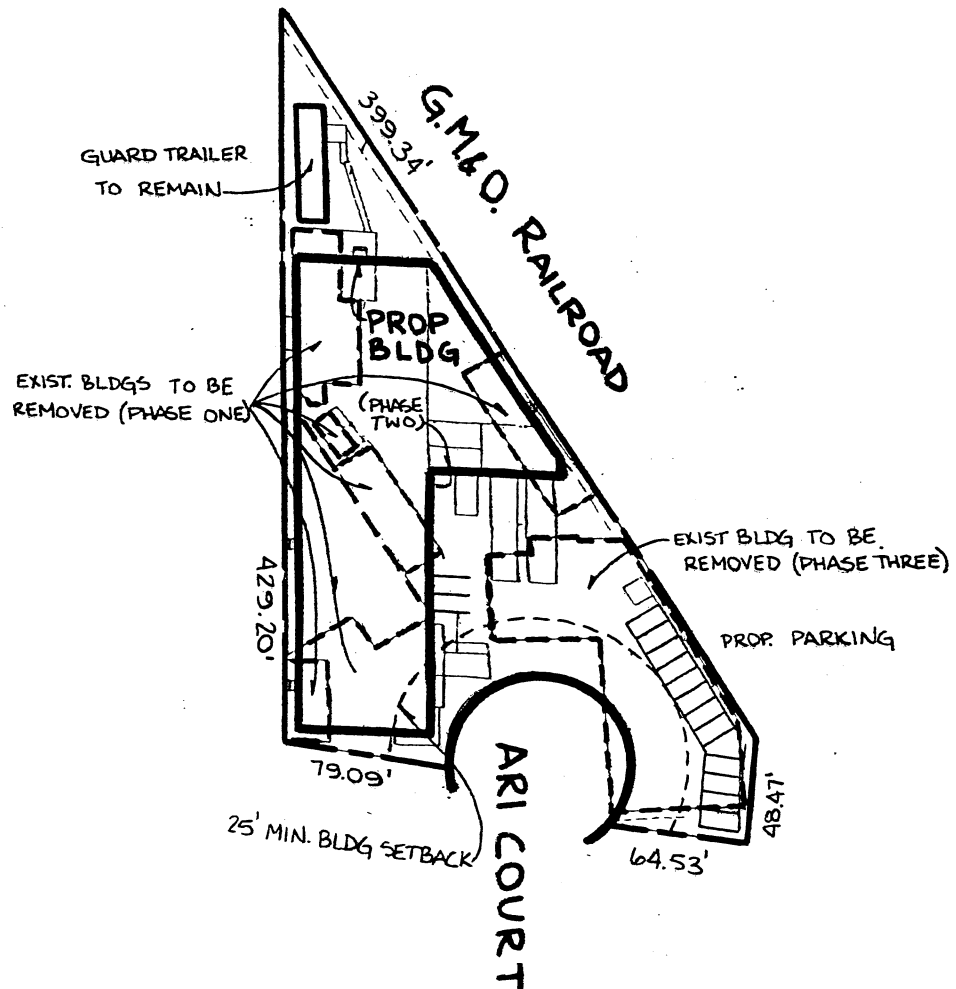 399.34'
G.M.& O. RAILROAD
GUARD TRAILER
TO REMAIN
PROP
BLDG
EXIST. BLDGS TO BE
REMOVED (PHASE ONE)
(PHASE
TWO)
EXIST BLDG TO BE
REMOVED (PHASE THREE)
429.20'
PROP. PARKING
79.09'
ARI COURT
48.47'
25' MIN. BLDG SETBACK
64.53'